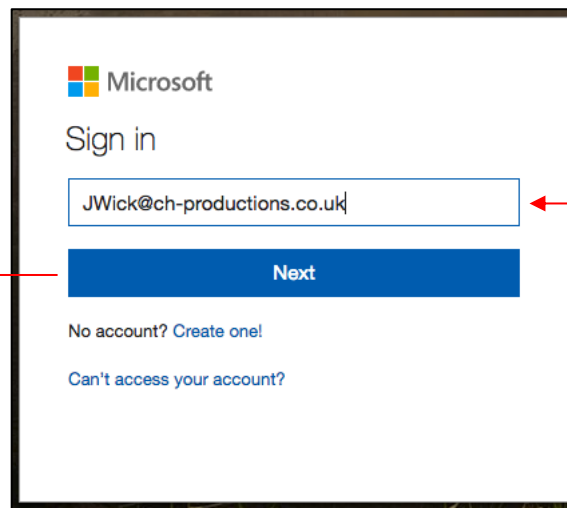 Microsoft
Sign in
JWick@ch-productions.co.uk
Next
No account? Create one!
Can't access your account?